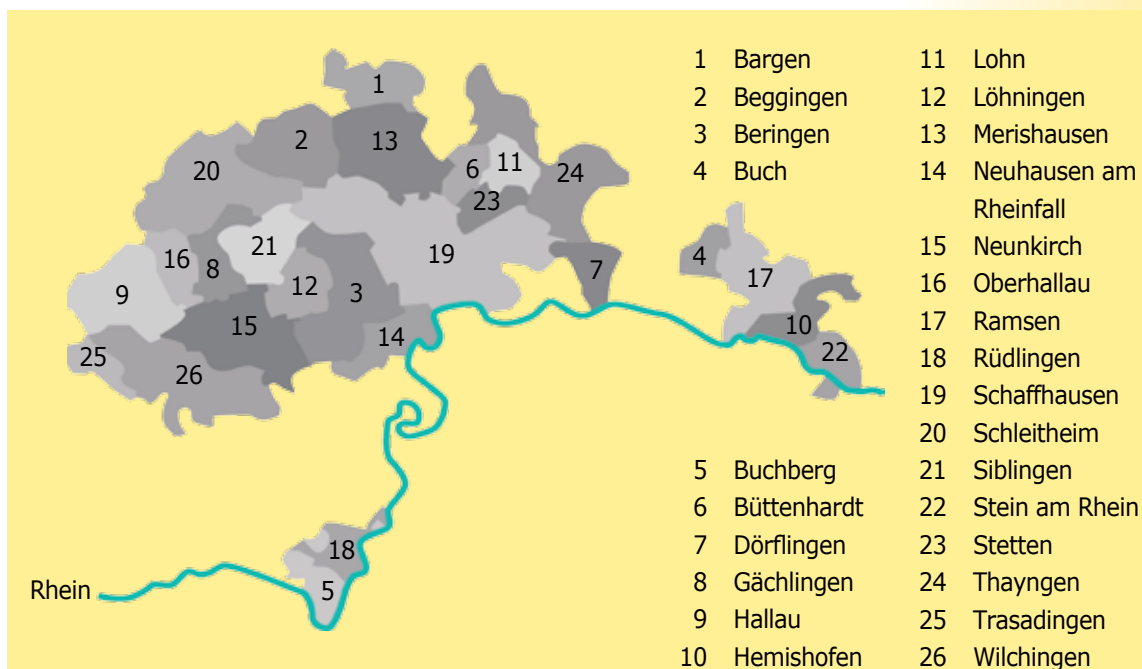 1
2
13
20
6
11
24
23
21
19
16
8
12
3
9
7
15
14
25
26
4
17
10
22
18
5
Rhein
1 Bargen
2 Beggingen
3 Beringen
4 Buch
5 Buchberg
6 Büttenhardt
7 Dörflingen
8 Gächlingen
9 Hallau
10 Hemishofen
11 Lohn
12 Löhningen
13 Merishausen
14 Neuhausen am
Rheinfall
15 Neunkirch
16 Oberhallau
17 Ramsen
18 Rüdlingen
19 Schaffhausen
20 Schleitheim
21 Siblingen
22 Stein am Rhein
23 Stetten
24 Thayngen
25 Trasadingen
26 Wilchingen